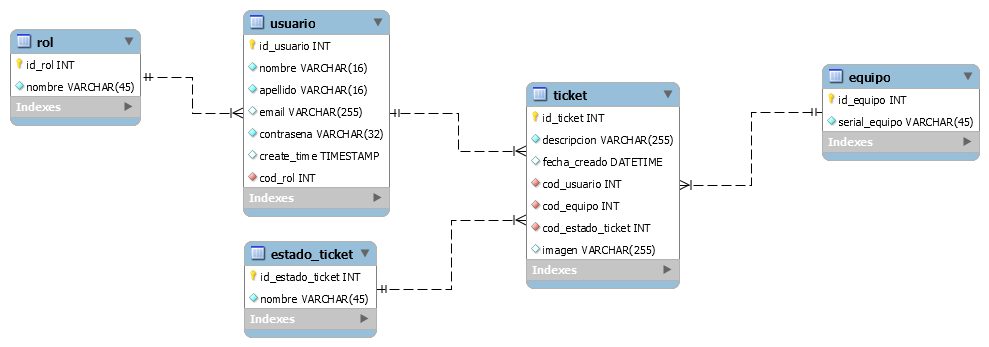 rol
id_rol INT
nombre VARCHAR(45)
Indexes
usuario
id_usuario INT
nombre VARCHAR(16)
apellido VARCHAR(16)
email VARCHAR(255)
contrasena VARCHAR(32)
create_time TIMESTAMP
cod_rol INT
Indexes
estado_ticket
id_estado_ticket INT
nombre VARCHAR(45)
Indexes
ticket
id_ticket INT
descripcion VARCHAR(255)
fecha_creado DATETIME
cod_usuario INT
cod_equipo INT
cod_estado_ticket INT
imagen VARCHAR(255)
Indexes
equipo
id_equipo INT
serial_equipo VARCHAR(45)
Indexes